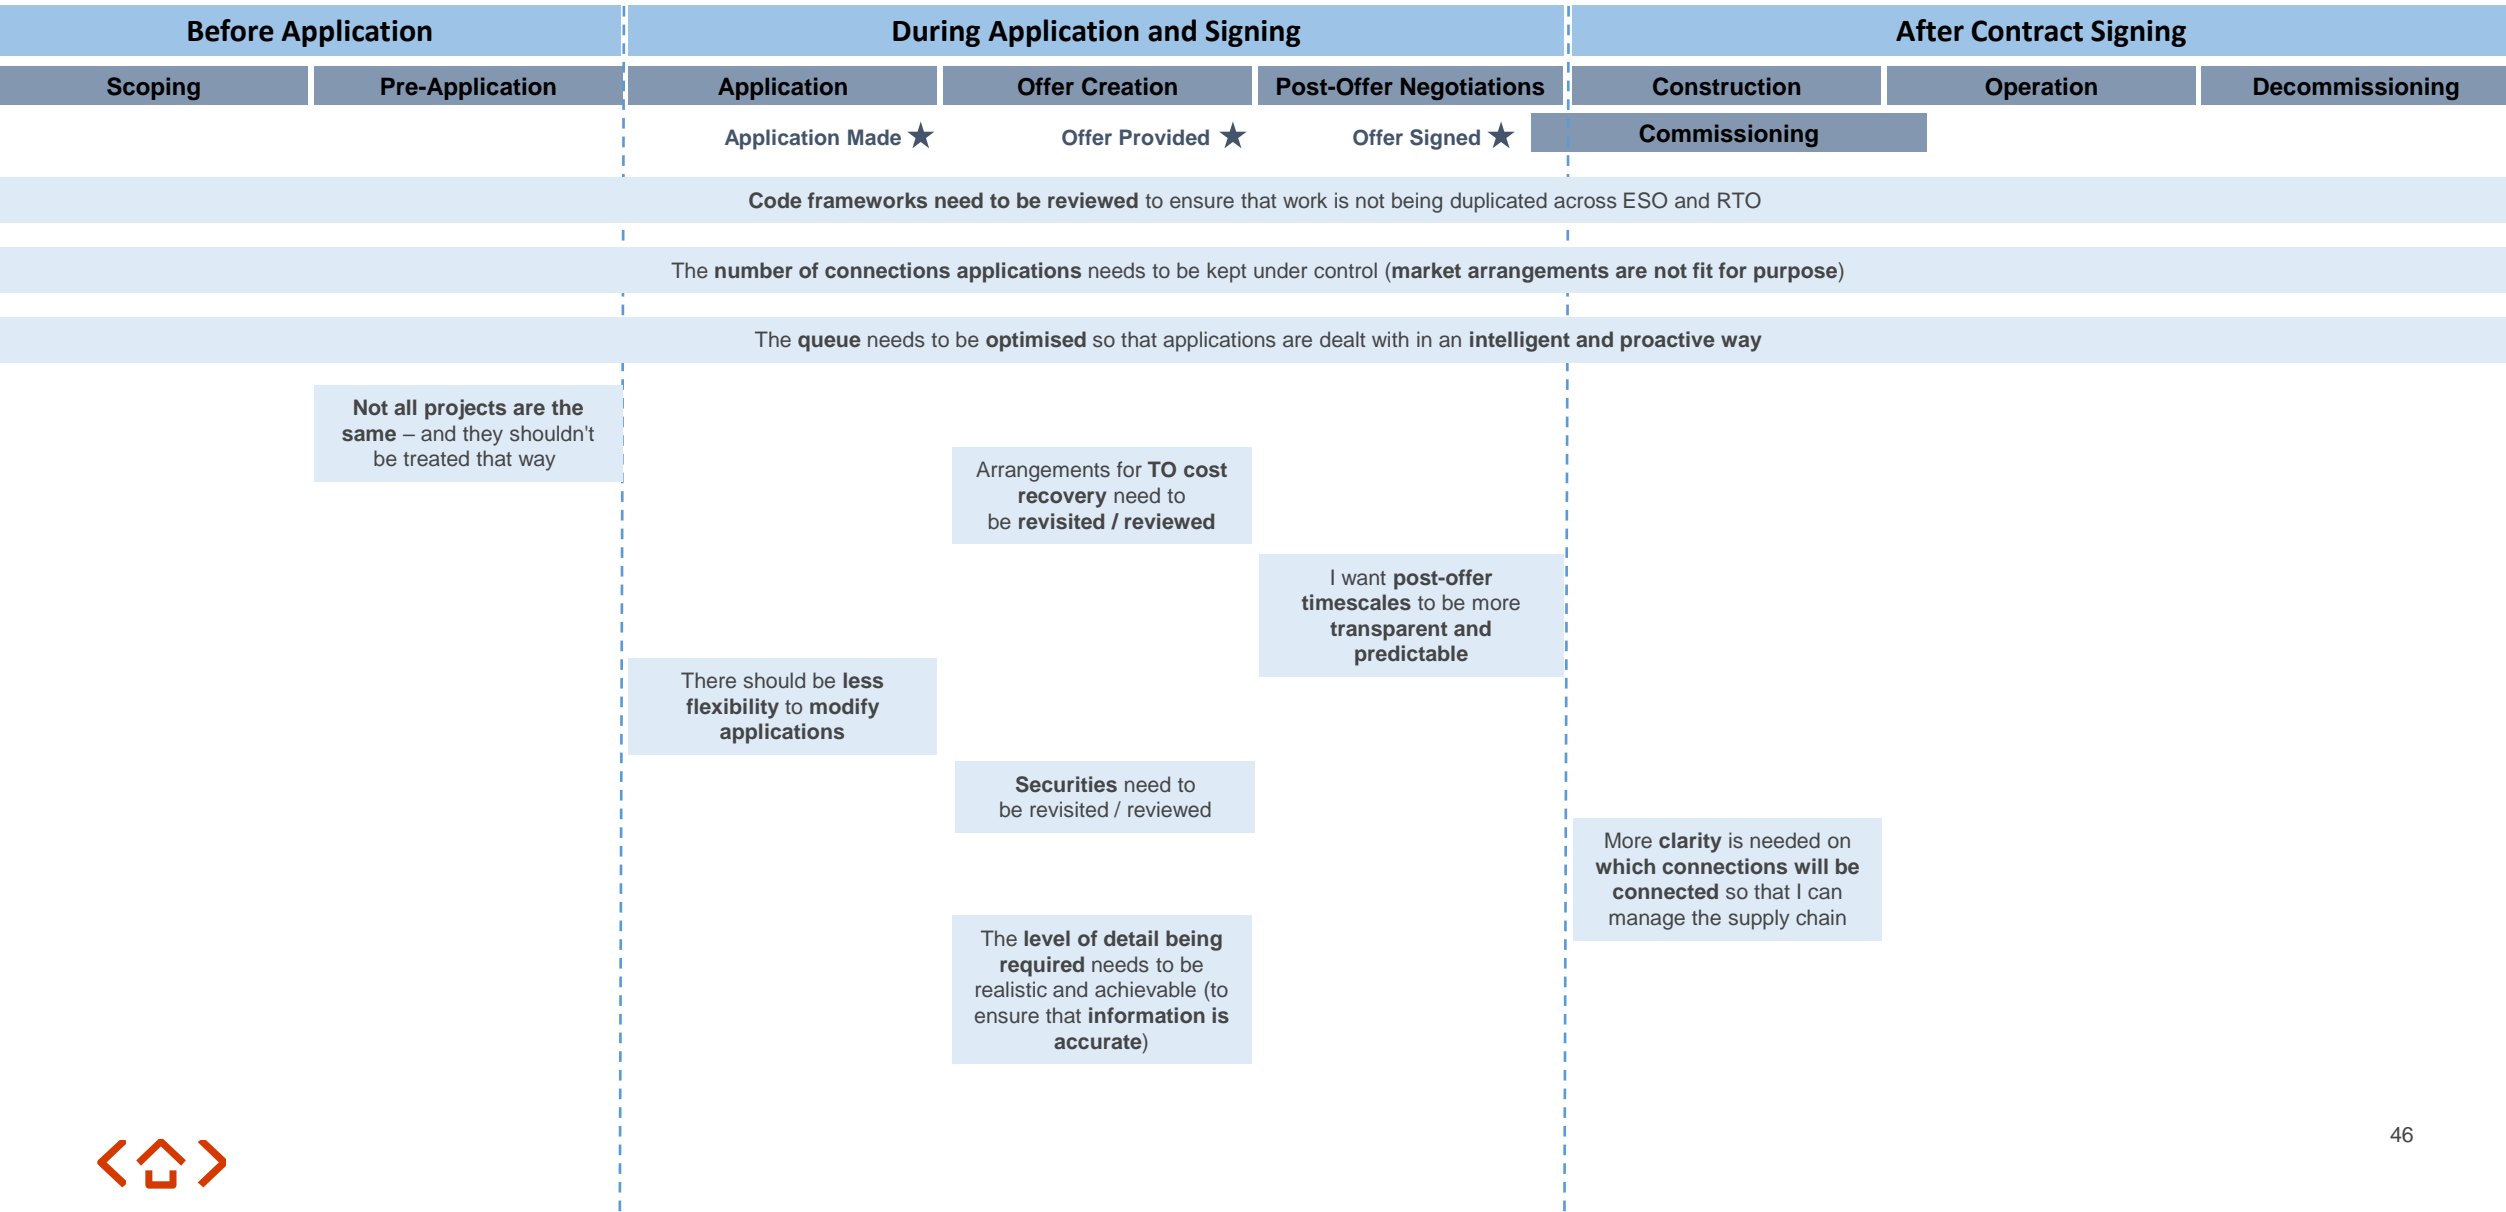 Before Application
During Application and Signing
After Contract Signing
Scoping
Pre-Application
Application
Offer Creation
Post-Offer Negotiations
Construction
Operation
Decommissioning
Application Made
Offer Provided
Offer Signed
Commissioning
Code frameworks need to be reviewed to ensure that work is not being duplicated across ESO and RTO
The number of connections applications needs to be kept under control (market arrangements are not fit for purpose)
The queue needs to be optimised so that applications are dealt with in an intelligent and proactive way
Not all projects are the
same – and they shouldn't
be treated that way
Arrangements for TO cost
recovery need to
be revisited / reviewed
I want post-offer
timescales to be more
transparent and
predictable
There should be less
flexibility to modify
applications
Securities need to
be revisited / reviewed
More clarity is needed on
which connections will be
connected so that I can
manage the supply chain
The level of detail being
required needs to be
realistic and achievable (to
ensure that information is
accurate)
46